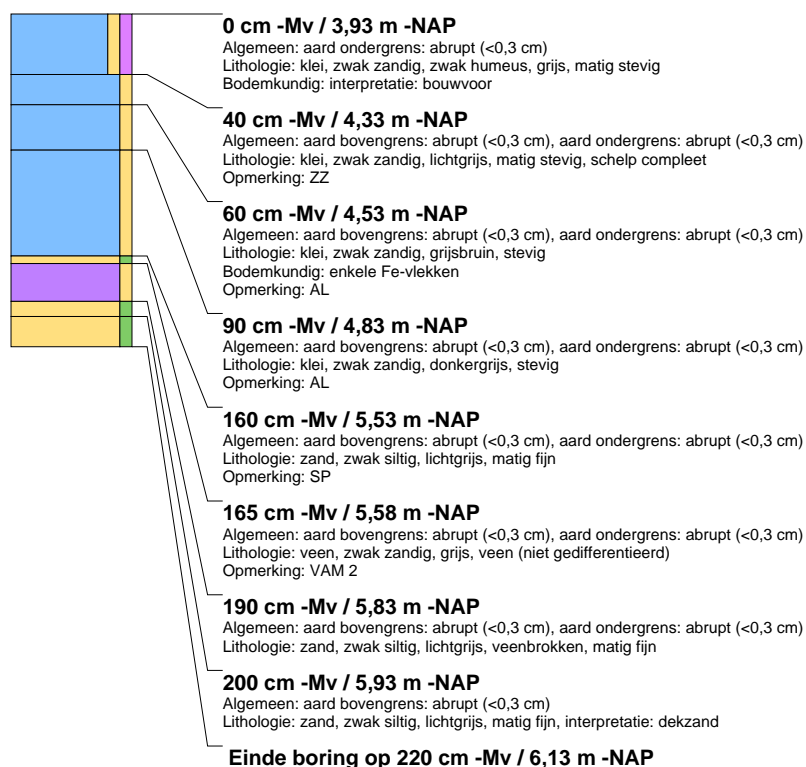 0 cm -Mv / 3,93 m -NAP
Algemeen: aard ondergrens: abrupt (<0,3 cm)
Lithologie: klei, zwak zandig, zwak humeus, grijs, matig stevig
Bodemkundig: interpretatie: bouwvoor
40 cm -Mv / 4,33 m -NAP
Algemeen: aard bovengrens: abrupt (<0,3 cm), aard ondergrens: abrupt (<0,3 cm)
Lithologie: klei, zwak zandig, lichtgrijs, matig stevig, schelp compleet
Opmerking: ZZ
60 cm -Mv / 4,53 m -NAP
Algemeen: aard bovengrens: abrupt (<0,3 cm), aard ondergrens: abrupt (<0,3 cm)
Lithologie: klei, zwak zandig, grijsbruin, stevig
Bodemkundig: enkele Fe-vlekken
Opmerking: AL
90 cm -Mv / 4,83 m -NAP
Algemeen: aard bovengrens: abrupt (<0,3 cm), aard ondergrens: abrupt (<0,3 cm)
Lithologie: klei, zwak zandig, donkergrijs, stevig
Opmerking: AL
160 cm -Mv / 5,53 m -NAP
Algemeen: aard bovengrens: abrupt (<0,3 cm), aard ondergrens: abrupt (<0,3 cm)
Lithologie: zand, zwak siltig, lichtgrijs, matig fijn
Opmerking: SP
165 cm -Mv / 5,58 m -NAP
Algemeen: aard bovengrens: abrupt (<0,3 cm), aard ondergrens: abrupt (<0,3 cm)
Lithologie: veen, zwak zandig, grijs, veen (niet gedifferentieerd)
Opmerking: VAM 2
190 cm -Mv / 5,83 m -NAP
Algemeen: aard bovengrens: abrupt (<0,3 cm), aard ondergrens: abrupt (<0,3 cm)
Lithologie: zand, zwak siltig, lichtgrijs, veenbrokken, matig fijn
200 cm -Mv / 5,93 m -NAP
Algemeen: aard bovengrens: abrupt (<0,3 cm)
Lithologie: zand, zwak siltig, lichtgrijs, matig fijn, interpretatie: dekzand
Einde boring op 220 cm -Mv / 6,13 m -NAP